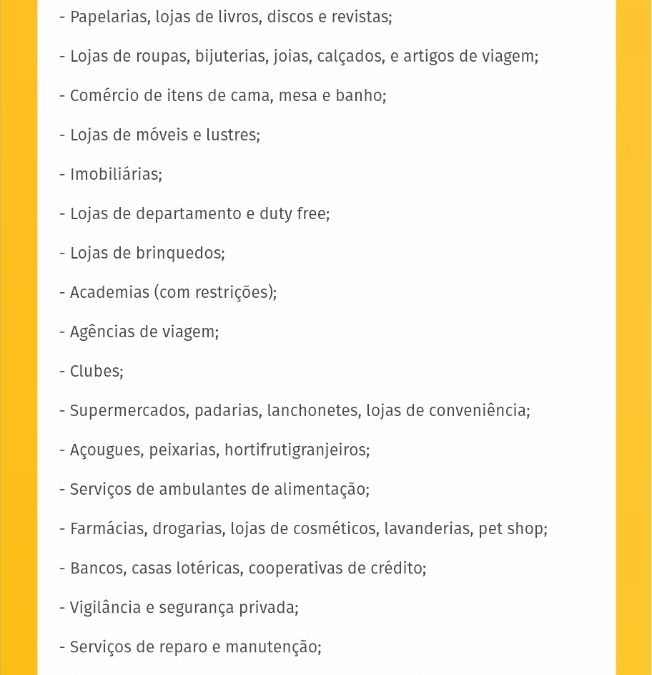 - Papelarias, lojas de livros, discos e revistas;
- Lojas de roupas, bijuterias, joias, calçados, e artigos de viagem;
- Comércio de itens de cama, mesa e banho;
- Lojas de móveis e lustres;
- Imobiliárias;
- Lojas de departamento e duty free;
- Lojas de brinquedos;
- Academias (com restrições);
- Agências de viagem;
- Clubes;
- Supermercados, padarias, lanchonetes, lojas de conveniência;
- Açougues, peixarias, hortifrutigranjeiros;
- Serviços de ambulantes de alimentação;
- Farmácias, drogarias, lojas de cosméticos, lavanderias, pet shop;
- Bancos, casas lotéricas, cooperativas de crédito;
- Vigilância e segurança privada;
- Serviços de reparo e manutenção;